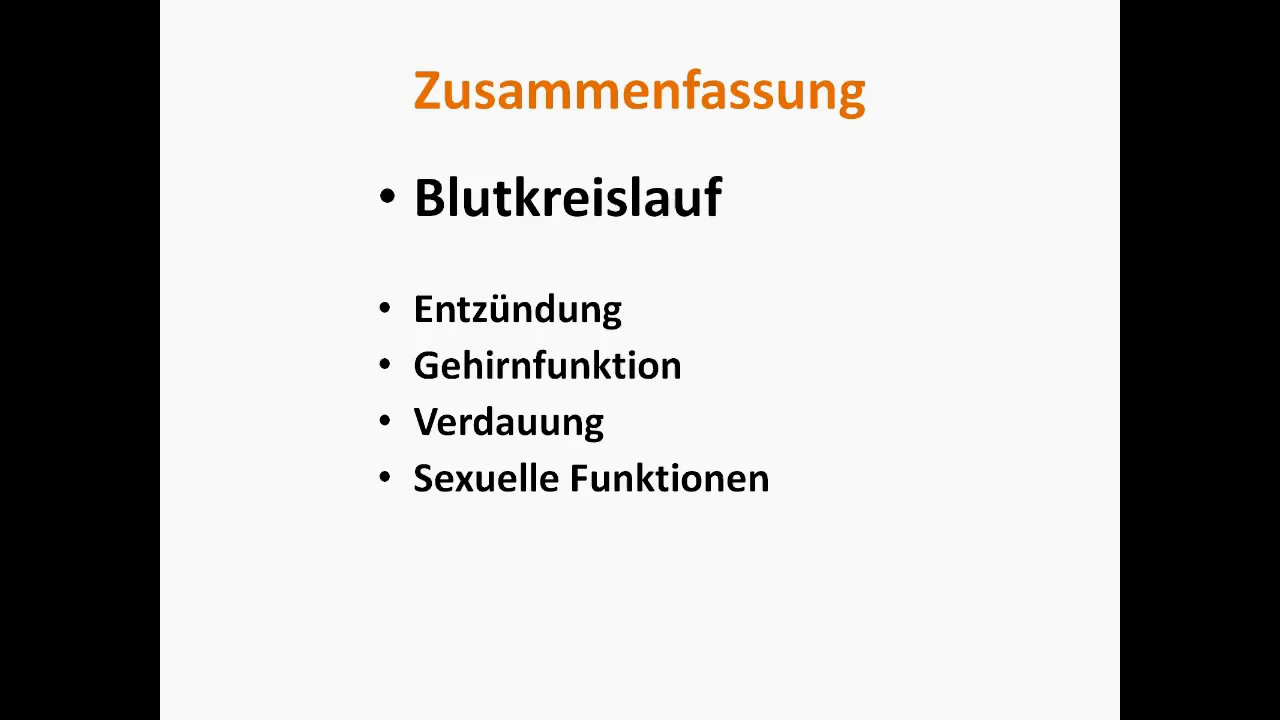 Zusammenfassung
• Blutkreislauf
• Entzündung
• Gehirnfunktion
• Verdauung
• Sexuelle Funktionen